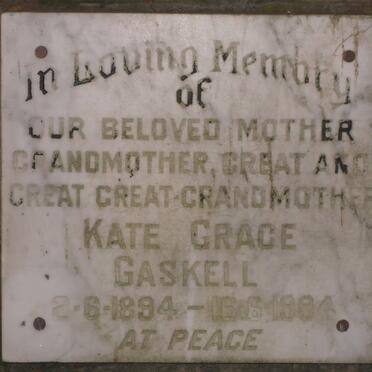 In Loving Memory
of
OUR BELOVED MOTHER
GRANDMOTHER, GREAT AND
GREAT GREAT-GRANDMOTHER
KATE GRACE
GASKELL
2-6-1894 - 16-6-1984
AT PEACE